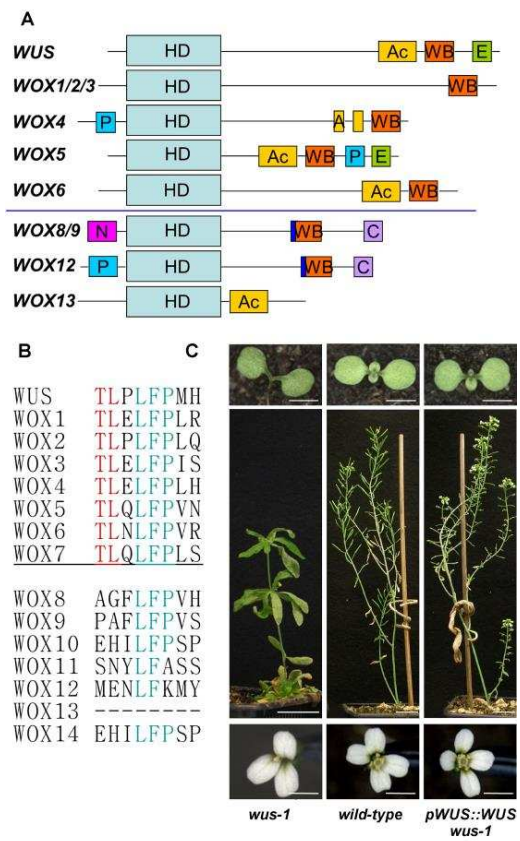 A
WUS HD Ac WB E
WOX1/2/3 HD WB
WOX4 P HD A WB
WOX5 HD Ac WB P E
WOX6 HD Ac WB
WOX8/9 N HD WB C
WOX12 P HD WB C
WOX13 HD Ac
B
WUS TLPLFPMH
WOX1 TLELFPLR
WOX2 TLPLFPLQ
WOX3 TLELFPIS
WOX4 TLELFPLH
WOX5 TLQLFPVN
WOX6 TLNLFPVR
WOX7 TLQLFPLS
WOX8 AGFLFPVH
WOX9 PAFLFPVS
WOX10 EHILFPSP
WOX11 SNYLFASS
WOX12 MENLFKMY
WOX13 --------
WOX14 EHILFPSP
C
wus-1
wild-type
pWUS::WUS
wus-1